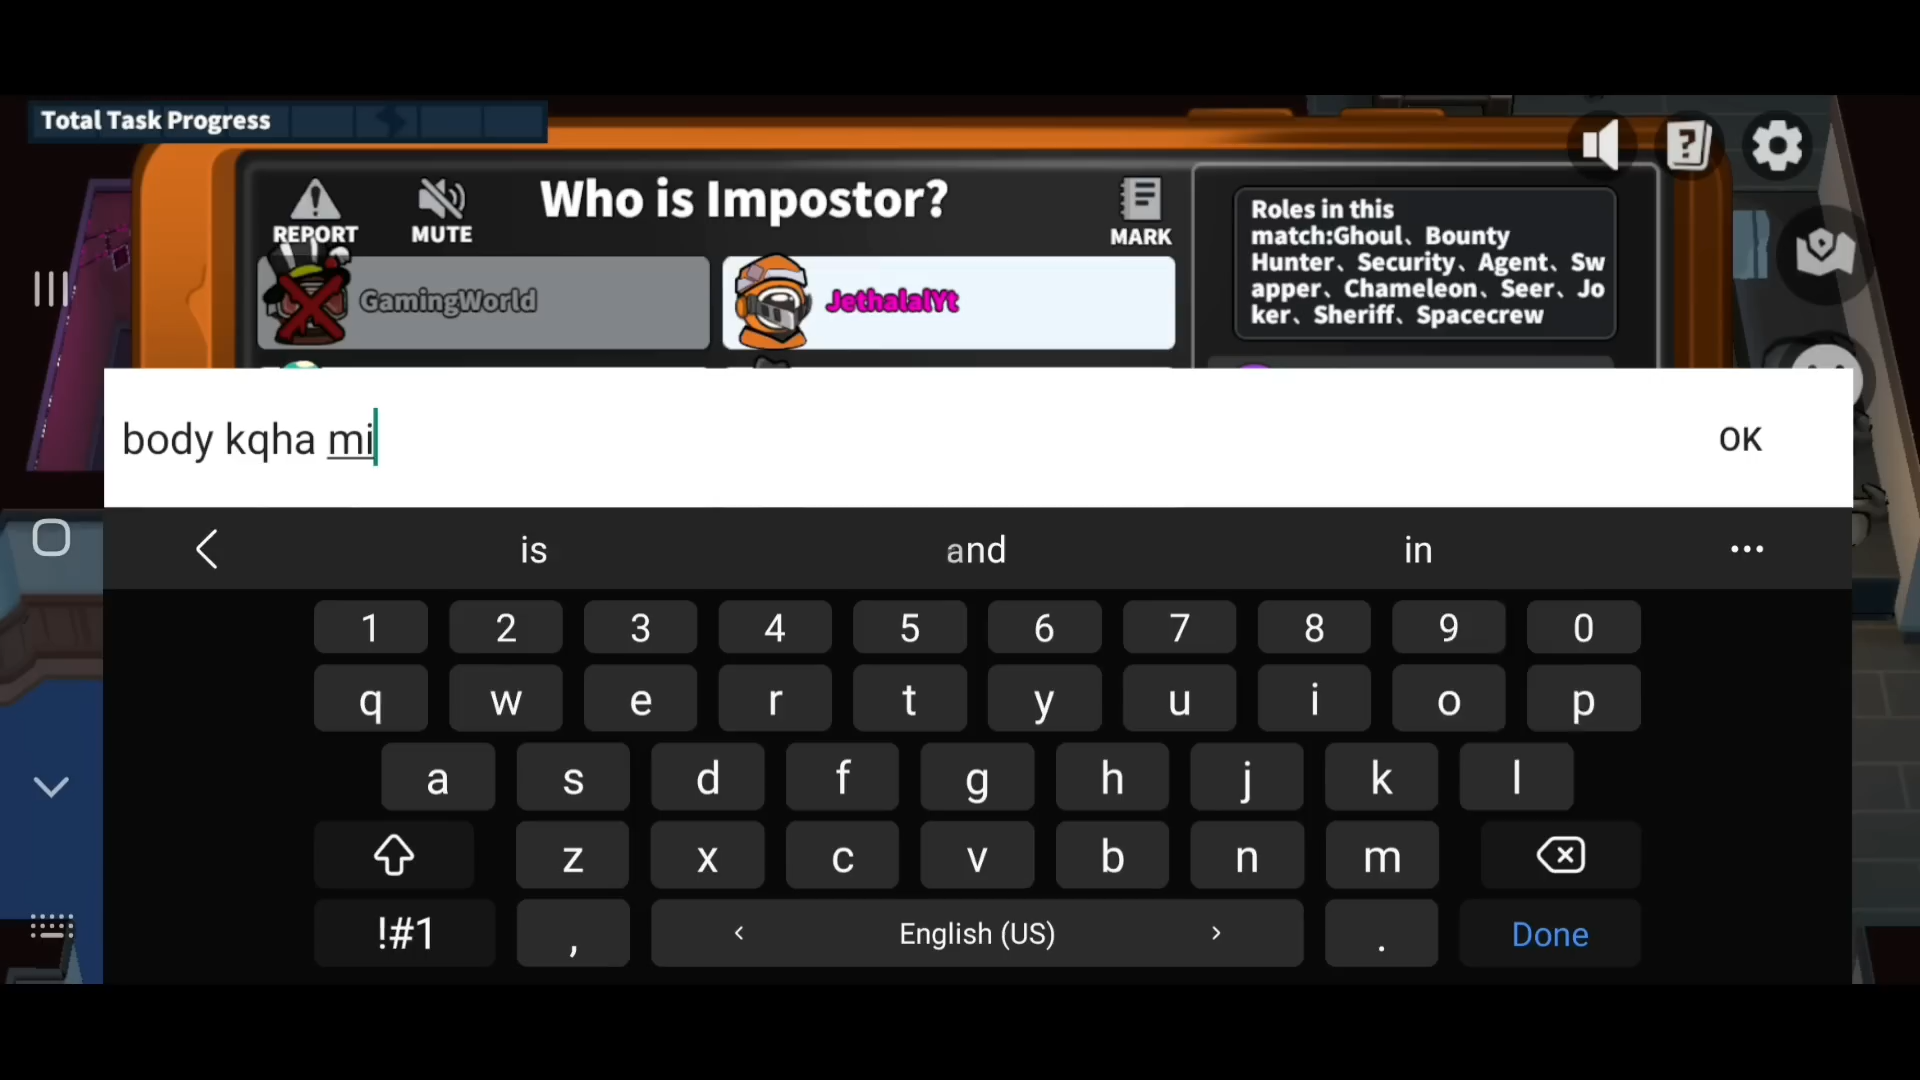 Total Task Progress
REPORT
MUTE
Who is Impostor?
MARK
Roles in this
match:Ghoul、Bounty
Hunter、Security、Agent、Sw
apper、Chameleon、Seer、Jo
ker、Sheriff、Spacecrew
GamingWorld
JethalalYt
body kqha mi
OK
is and in
1 2 3 4 5 6 7 8 9 0
q w e r t y u i o p
a s d f g h j k l
z x c v b n m
!#1 , English (US) . Done